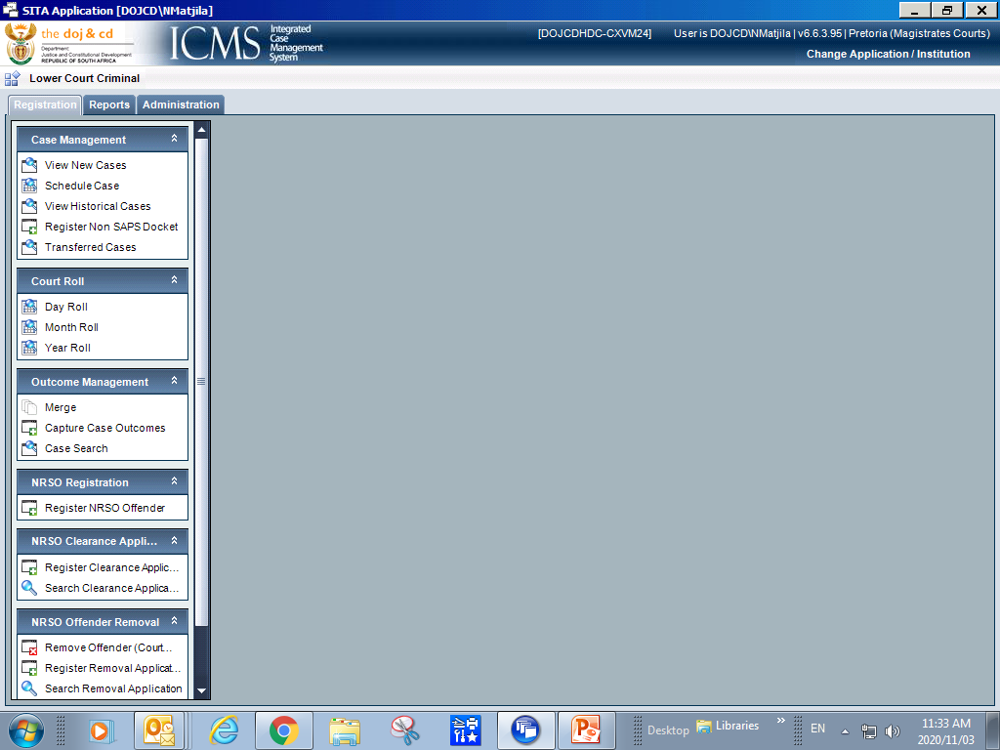 SITA Application [DOJCD\NMatjila]
the doj & cd
Department:
Justice and Constitutional Development
REPUBLIC OF SOUTH AFRICA
ICMS
Integrated
Case
Management
System
[DOJCDHDC-CXVM24]
User is DOJCD\NMatjila | v6.6.3.95 | Pretoria (Magistrates Courts)
Change Application / Institution
Lower Court Criminal
Registration
Reports
Administration
Case Management
View New Cases
Schedule Case
View Historical Cases
Register Non SAPS Docket
Transferred Cases
Court Roll
Day Roll
Month Roll
Year Roll
Outcome Management
Merge
Capture Case Outcomes
Case Search
NRSO Registration
Register NRSO Offender
NRSO Clearance Appli...
Register Clearance Applic...
Search Clearance Applica...
NRSO Offender Removal
Remove Offender (Court...
Register Removal Applicat...
Search Removal Application
Desktop
Libraries
»
EN
11:33 AM
2020/11/03